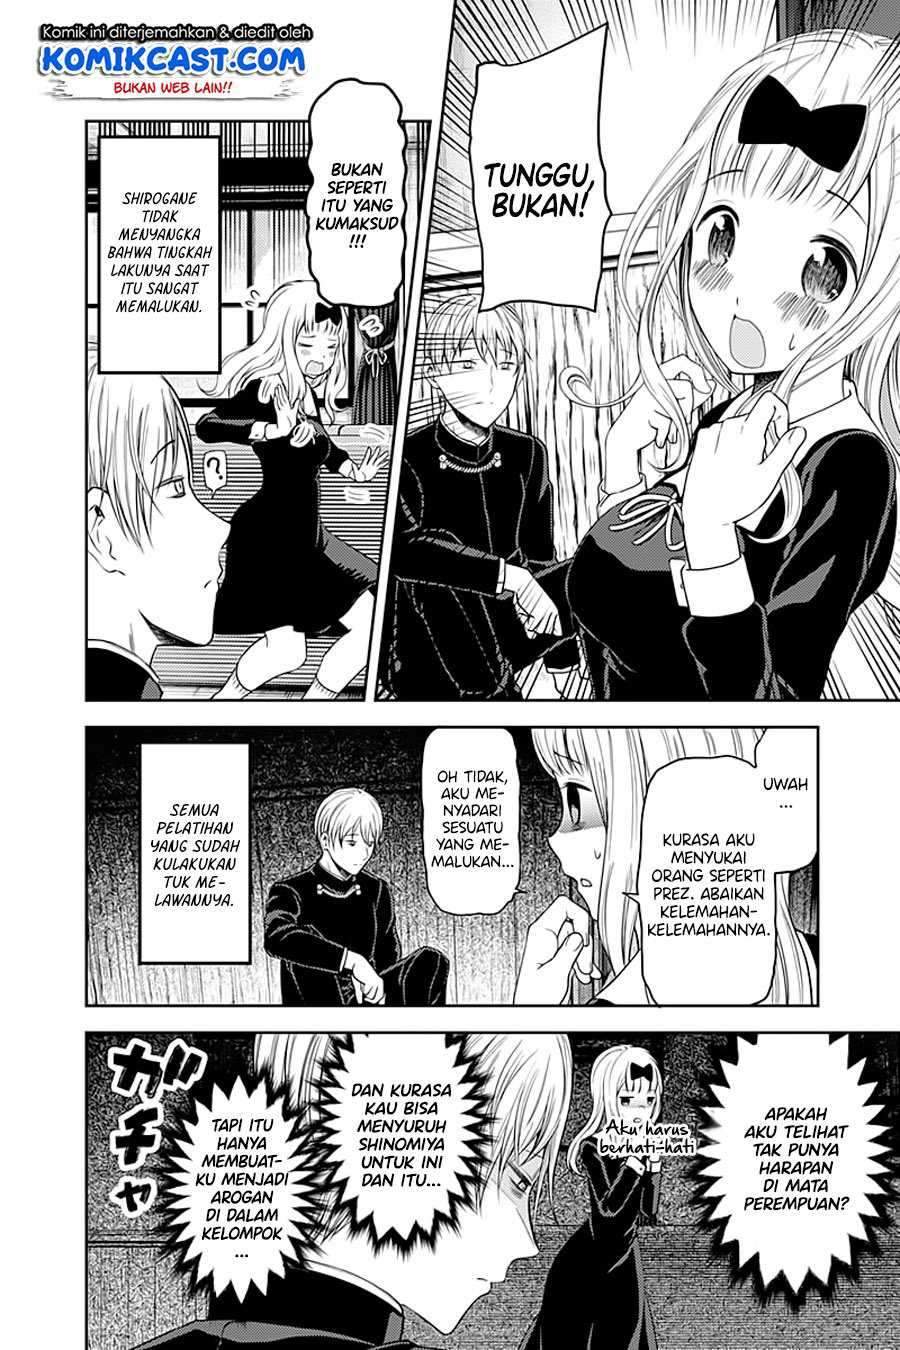 Komik ini diterjemahkan & diedit oleh
KOMIKCAST.COM
BUKAN WEB LAIN!!
TUNGGU,
BUKAN!
BUKAN
SEPERTI
ITU YANG
KUMAKSUD
!!!
SHIROGANE
TIDAK
MENYANGKA
BAHWA TINGKAH
LAKUNYA SAAT
ITU SANGAT
MEMALUKAN.
?
UWAH
...
KURASA AKU
MENYUKAI
ORANG SEPERTI
PREZ. ABAIKAN
KELEMAHAN-
KELEMAHANNYA.
OH TIDAK,
AKU ME-
NYADARI
SESUATU
YANG ME-
MALUKAN...
SEMUA
PELATIHAN
YANG SUDAH
KULAKUKAN
TUK ME-
LAWANNYA.
APAKAH
AKU TELIHAT
TAK PUNYA
HARAPAN
DI MATA
PEREMPUAN?
Aku harus
berhati-hati
DAN KURASA
KAU BISA
MENYURUH
SHINOMIYA
UNTUK INI
DAN ITU...
TAPI ITU
HANYA
MEMBUAT-
KU MENJADI
AROGAN
DI DALAM
KELOMPOK
...
ガチャ